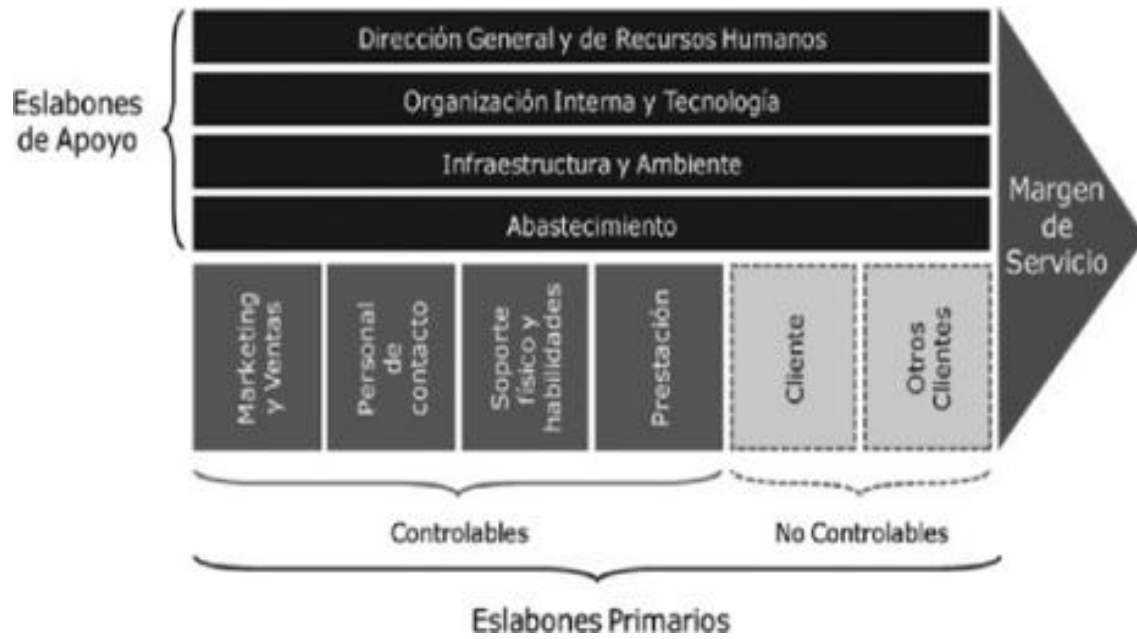 Dirección General y de Recursos Humanos
Organización Interna y Tecnología
Infraestructura y Ambiente
Abastecimiento
Eslabones
de Apoyo
Margen
de
Servicio
Marketing
y Ventas
Personal
de
contacto
Soporte
físico y
habilidades
Prestación
Cliente
Otros
Clientes
Controlables
No Controlables
Eslabones Primarios